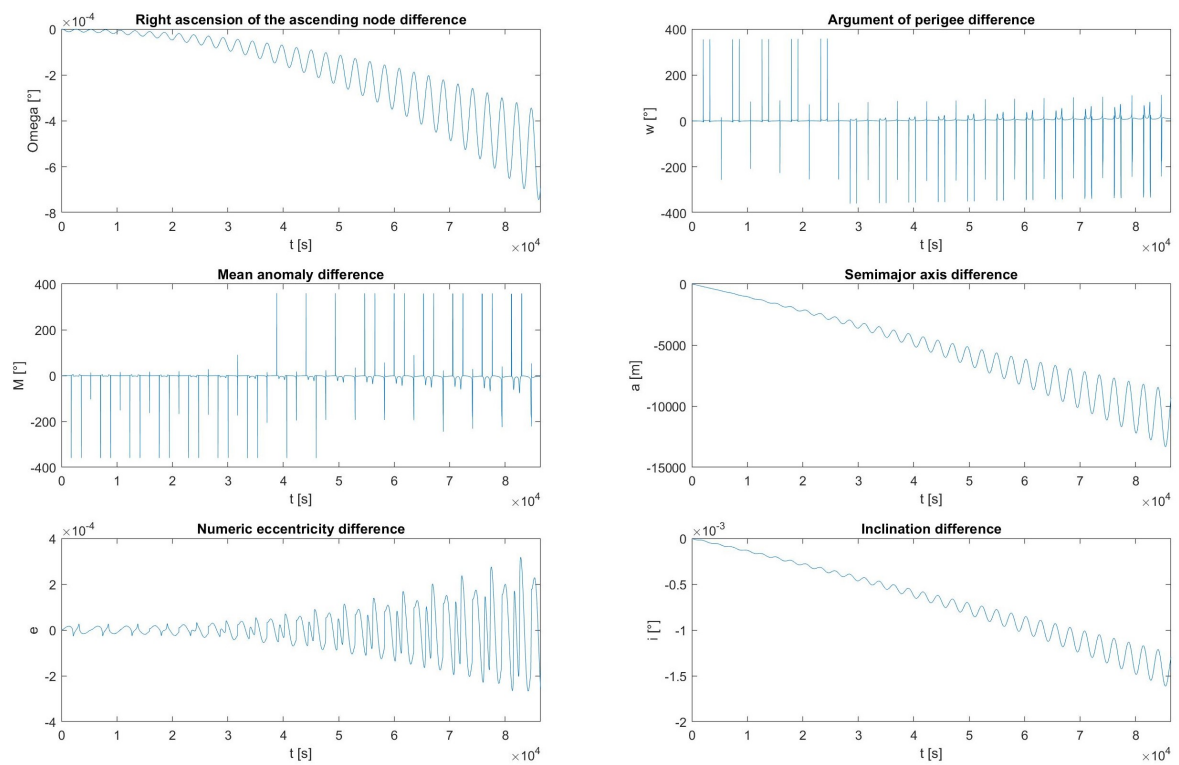 Right ascension of the ascending node difference
×10⁻⁴
0
-2
-4
-6
-8
Omega [°]
0 1 2 3 4 5 6 7 8
t [s]
×10⁴
Argument of perigee difference
400
200
0
-200
-400
w [°]
0 1 2 3 4 5 6 7 8
t [s]
×10⁴
Mean anomaly difference
400
200
0
-200
-400
M [°]
0 1 2 3 4 5 6 7 8
t [s]
×10⁴
Semimajor axis difference
0
-5000
-10000
-15000
a [m]
0 1 2 3 4 5 6 7 8
t [s]
×10⁴
Numeric eccentricity difference
×10⁻⁴
4
2
0
-2
-4
e
0 1 2 3 4 5 6 7 8
t [s]
×10⁴
Inclination difference
×10⁻³
0
-0.5
-1
-1.5
-2
i [°]
0 1 2 3 4 5 6 7 8
t [s]
×10⁴